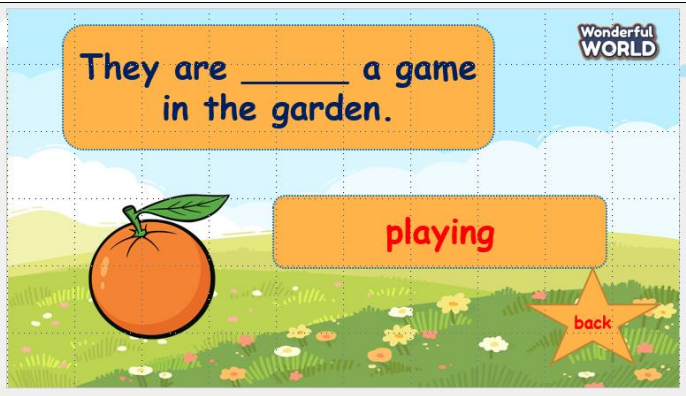 Wonderful
WORLD
They are ______ a game
in the garden.
playing
back